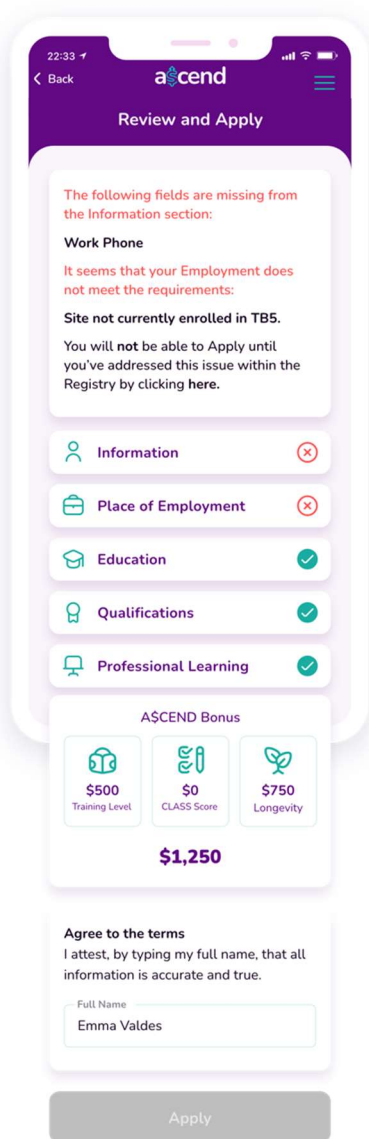 22:33
Back
a$cend
Review and Apply
The following fields are missing from
the Information section:
Work Phone
It seems that your Employment does
not meet the requirements:
Site not currently enrolled in TB5.
You will not be able to Apply until
you've addressed this issue within the
Registry by clicking here.
Information
Place of Employment
Education
Qualifications
Professional Learning
A$CEND Bonus
$500
Training Level
$0
CLASS Score
$750
Longevity
$1,250
Agree to the terms
I attest, by typing my full name, that all
information is accurate and true.
Full Name
Emma Valdes
Apply